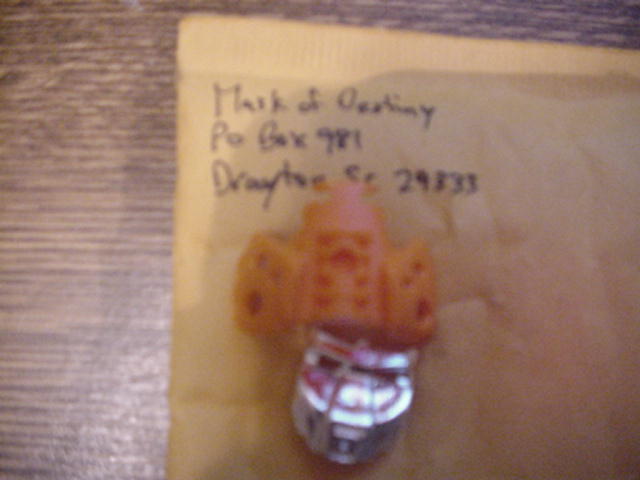 Mask of Destiny
Po Box 981
Drayton Sc 29333